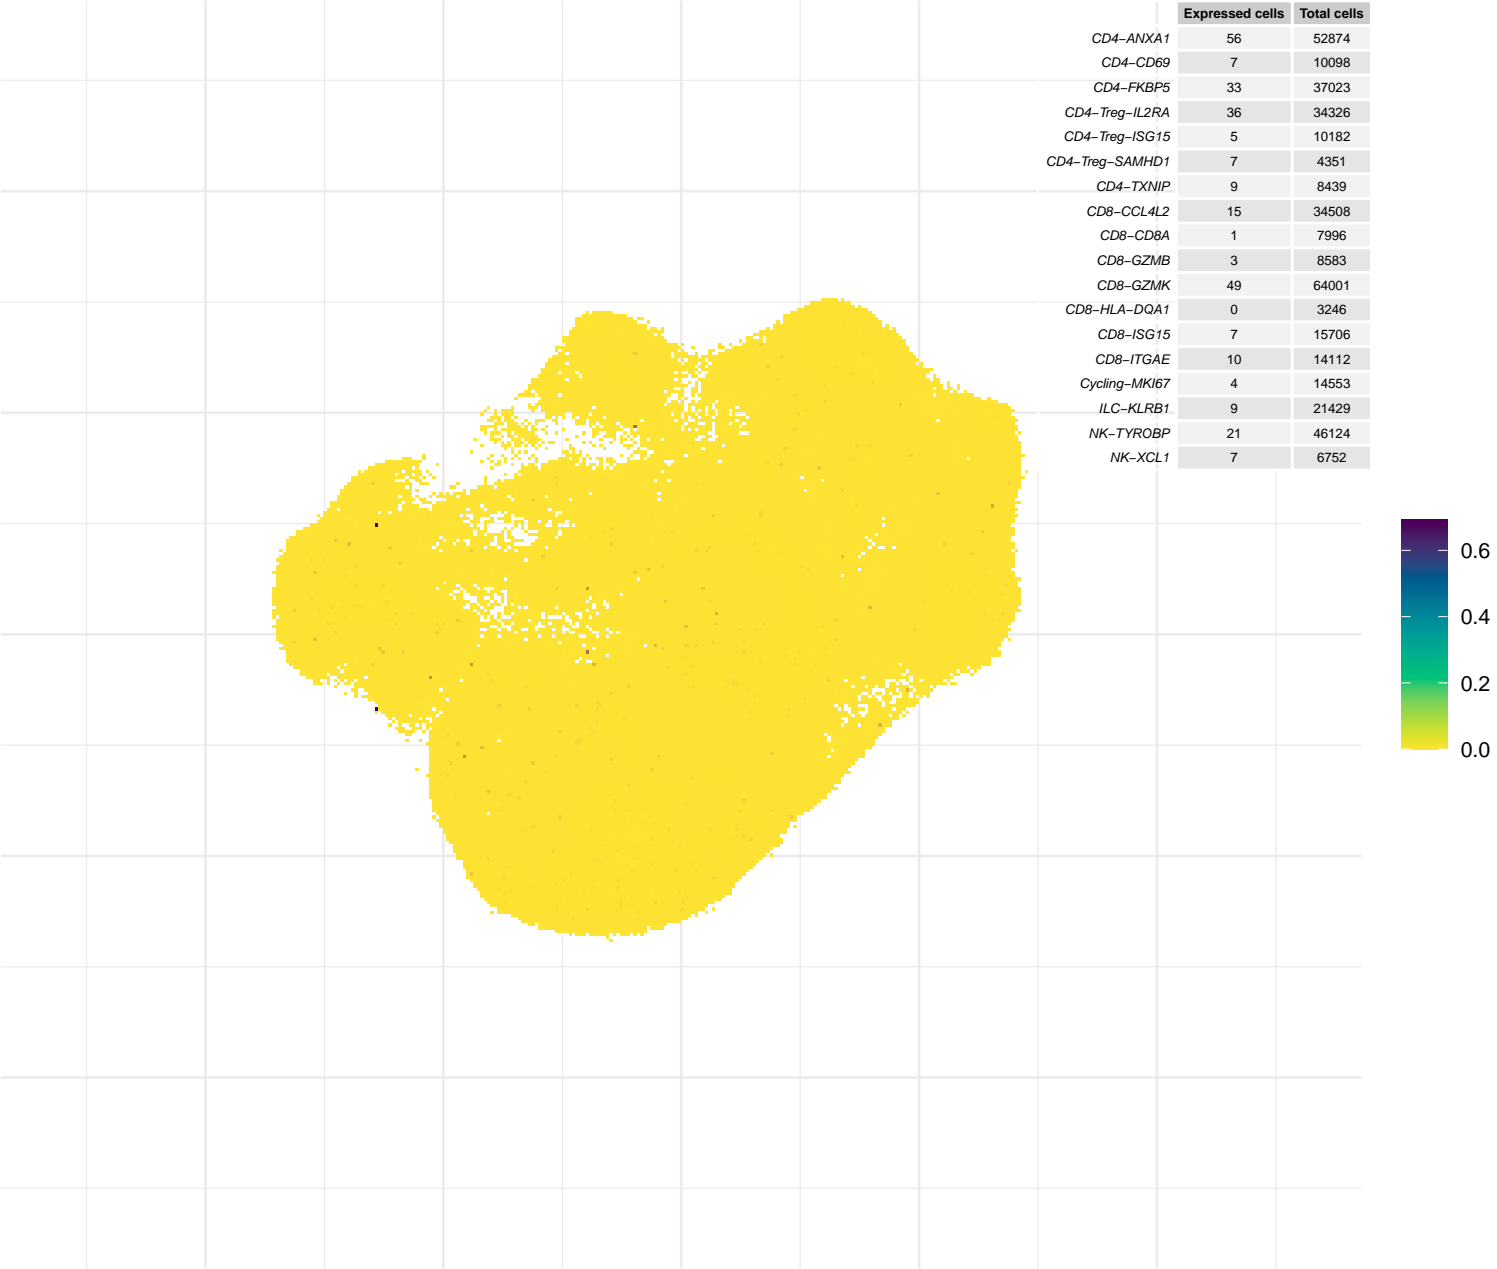 Expressed cells Total cells
CD4−ANXA1 56 52874
CD4−CD69 7 10098
CD4−FKBP5 33 37023
CD4−Treg−IL2RA 36 34326
CD4−Treg−ISG15 5 10182
CD4−Treg−SAMHD1 7 4351
CD4−TXNIP 9 8439
CD8−CCL4L2 15 34508
CD8−CD8A 1 7996
CD8−GZMB 3 8583
CD8−GZMK 49 64001
CD8−HLA−DQA1 0 3246
CD8−ISG15 7 15706
CD8−ITGAE 10 14112
Cycling−MKI67 4 14553
ILC−KLRB1 9 21429
NK−TYROBP 21 46124
NK−XCL1 7 6752
0.6
0.4
0.2
0.0